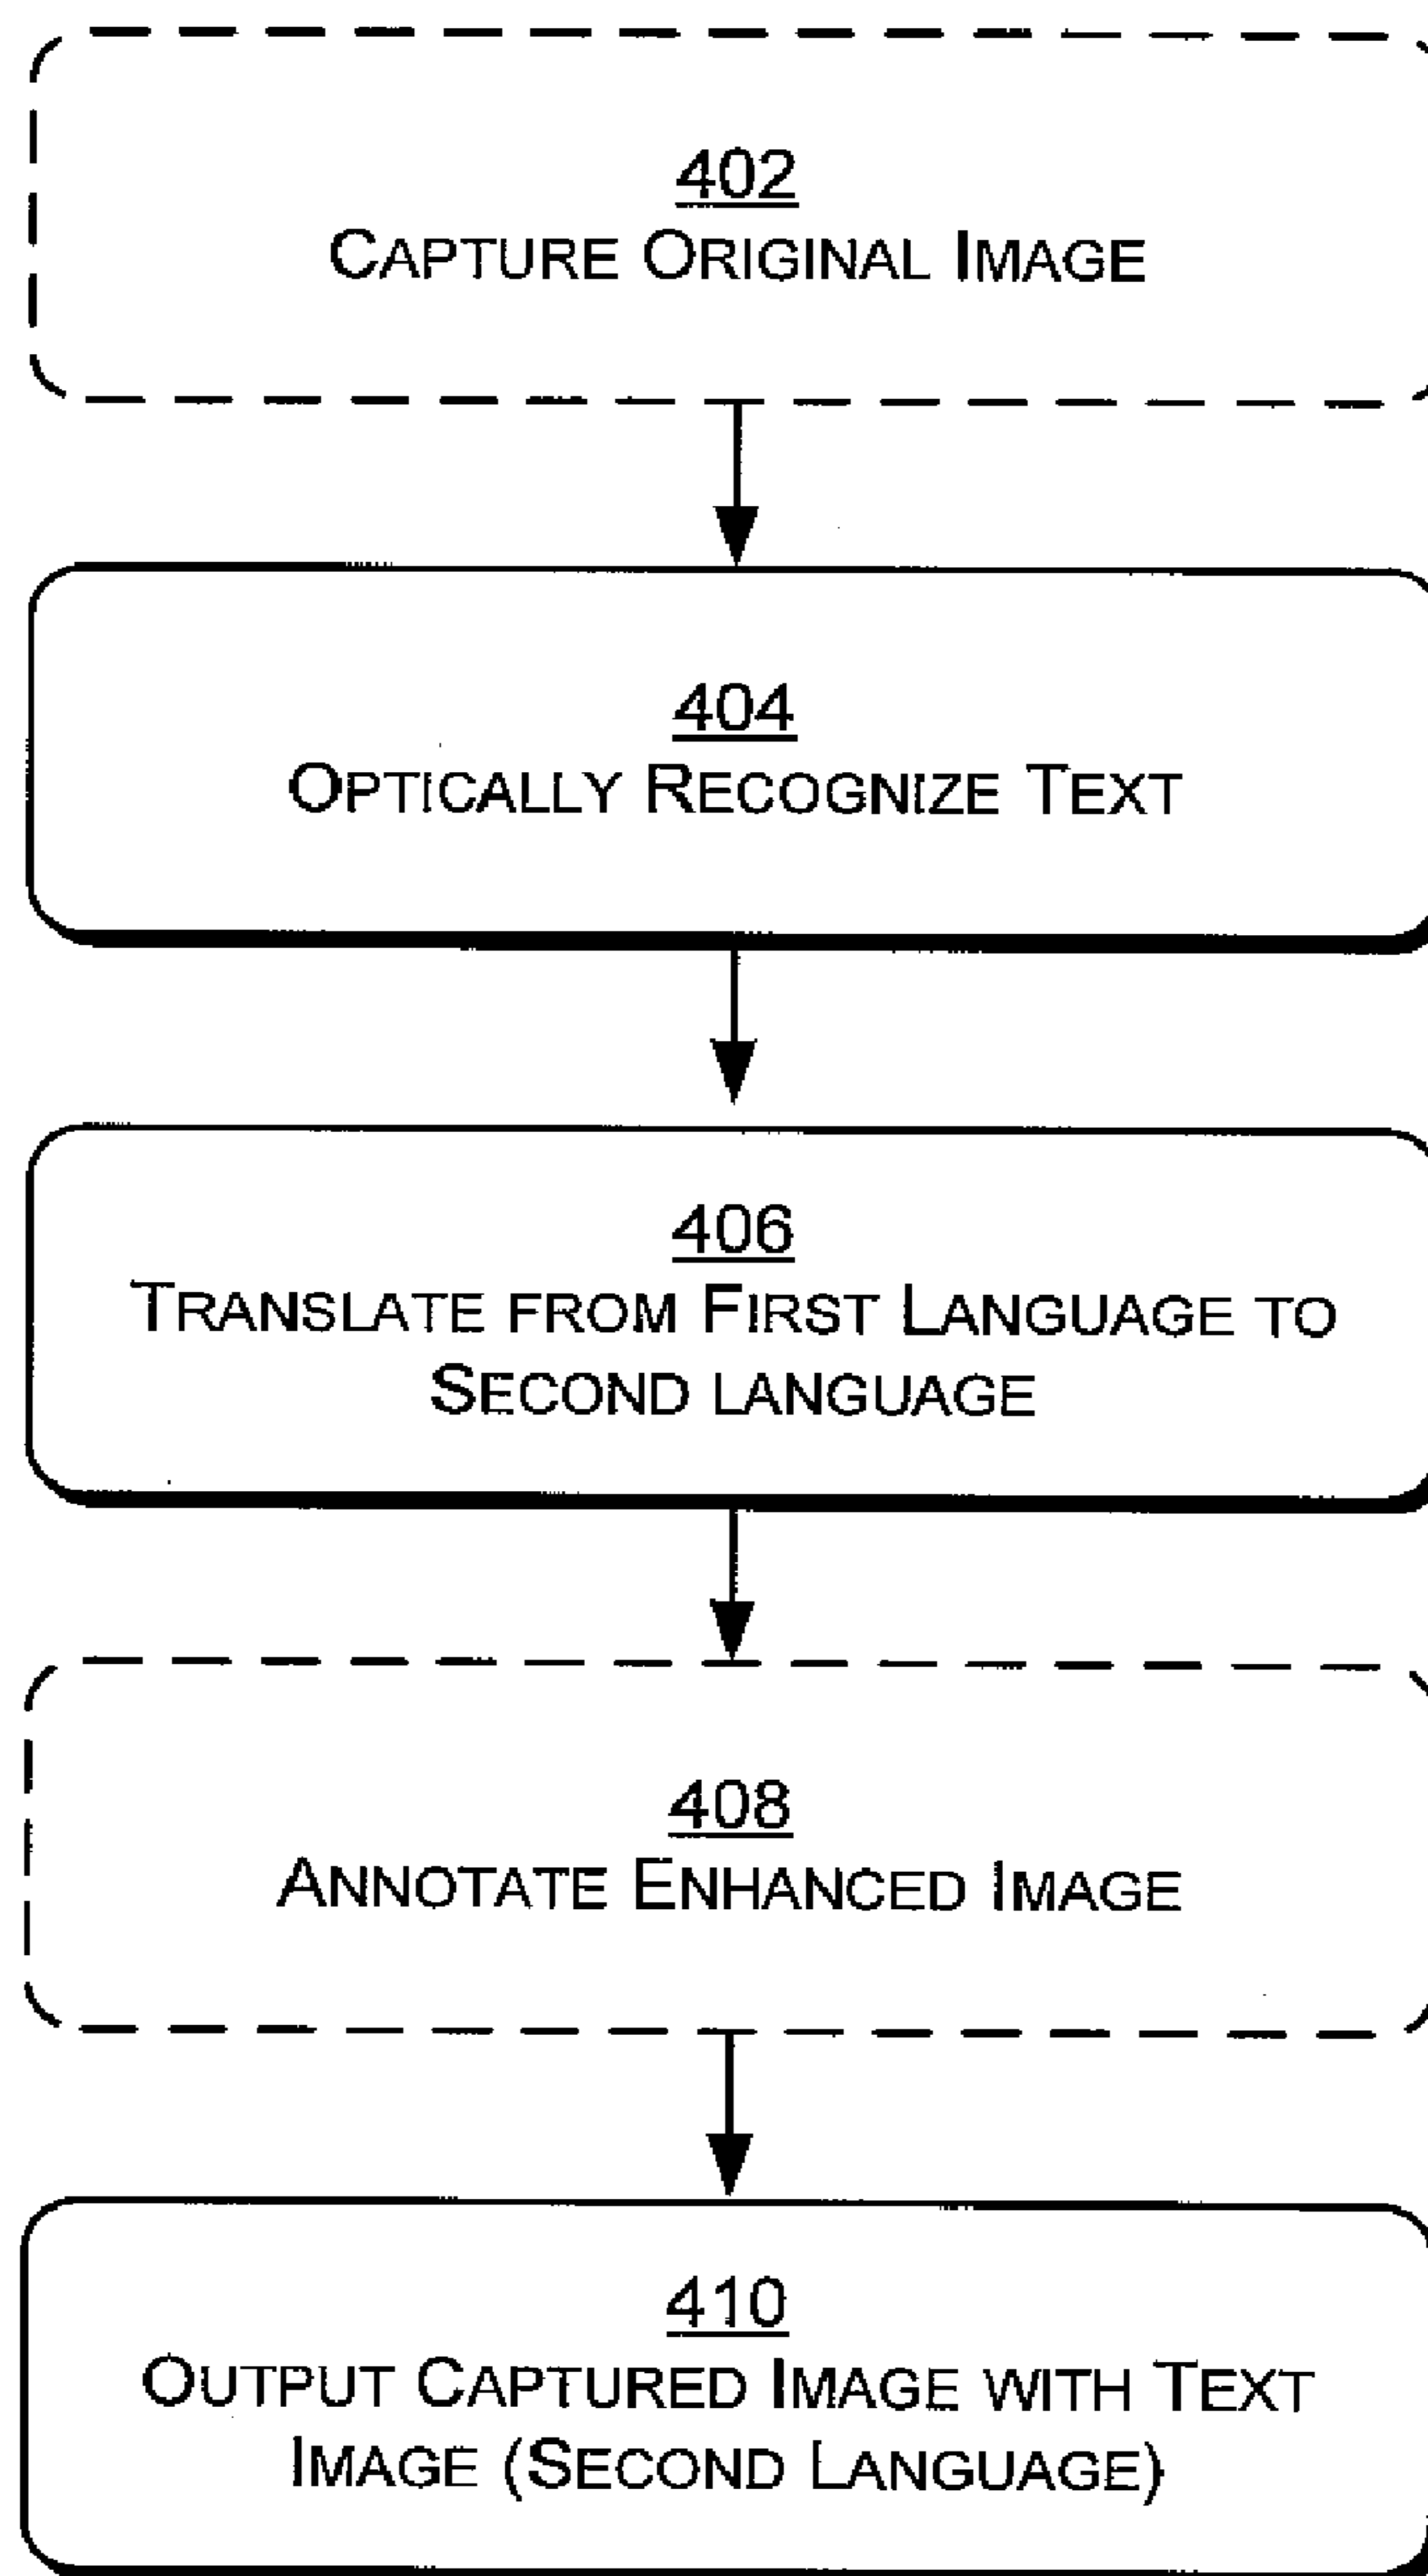 402
CAPTURE ORIGINAL IMAGE
404
OPTICALLY RECOGNIZE TEXT
406
TRANSLATE FROM FIRST LANGUAGE TO
SECOND LANGUAGE
408
ANNOTATE ENHANCED IMAGE
410
OUTPUT CAPTURED IMAGE WITH TEXT
IMAGE (SECOND LANGUAGE)